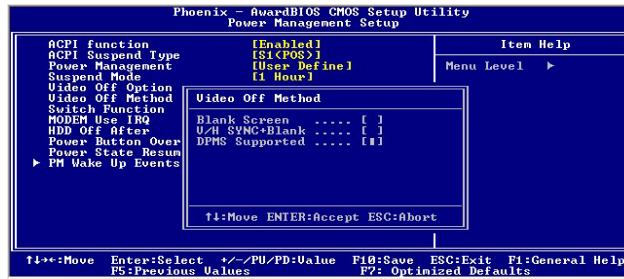 Phoenix - AwardBIOS CMOS Setup Utility
Power Management Setup
ACPI function [Enabled]
Item Help
ACPI Suspend Type [S1(POS)]
Power Management [User Define]
Menu Level ▶
Suspend Mode [1 Hour]
Video Off Option
Video Off Method
Switch Function
MODEM Use IRQ
HDD Off After
Power Button Over
Power State Resum
▶ PM Wake Up Events
Video Off Method
Blank Screen ..... [ ]
V/H SYNC+Blank ..... [ ]
DPMS Supported ..... [■]
↑↓:Move ENTER:Accept ESC:Abort
↑↓→←:Move Enter:Select +/-/PU/PD:Value F10:Save ESC:Exit F1:General Help
F5:Previous Values F7: Optimized Defaults